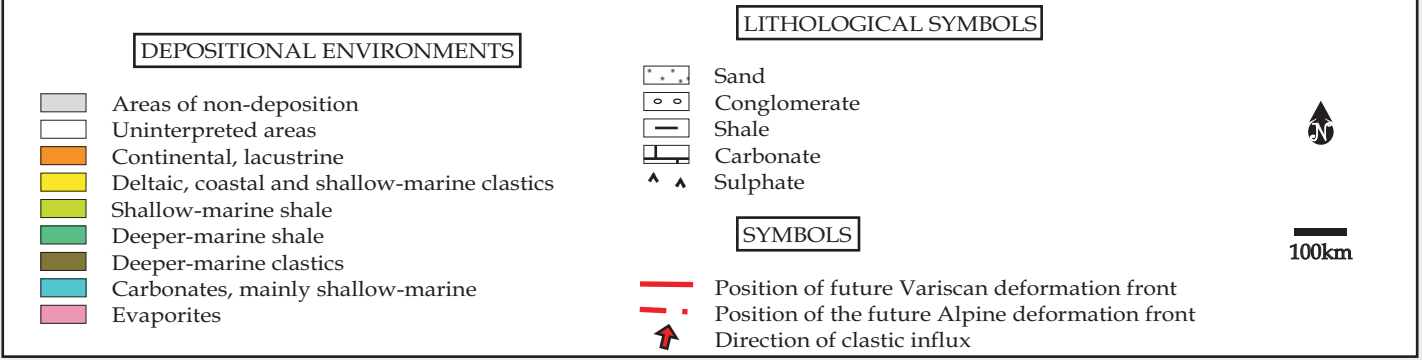 DEPOSITIONAL ENVIRONMENTS
Areas of non-deposition
Uninterpreted areas
Continental, lacustrine
Deltaic, coastal and shallow-marine clastics
Shallow-marine shale
Deeper-marine shale
Deeper-marine clastics
Carbonates, mainly shallow-marine
Evaporites
LITHOLOGICAL SYMBOLS
Sand
Conglomerate
Shale
Carbonate
Sulphate
SYMBOLS
Position of future Variscan deformation front
Position of the future Alpine deformation front
Direction of clastic influx
N
100km